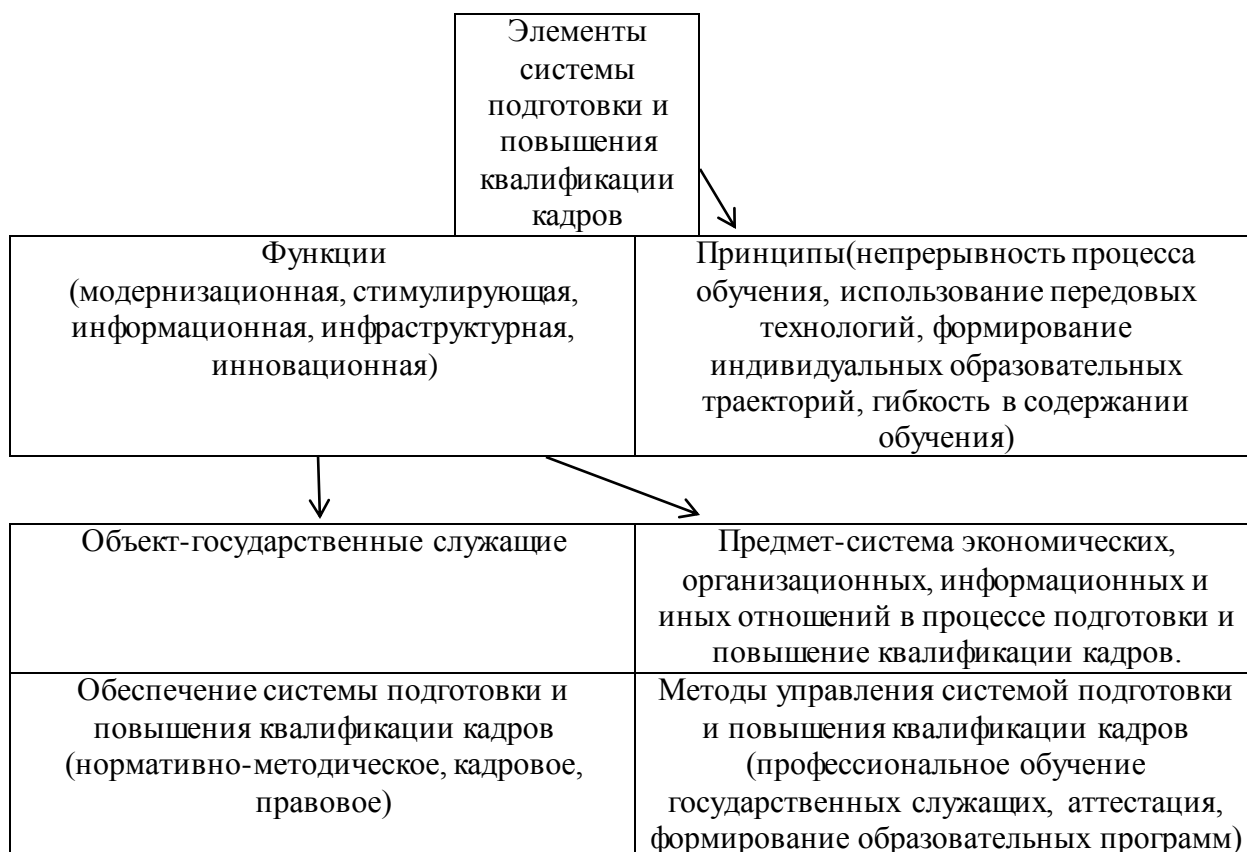 Элементы
системы
подготовки и
повышения
квалификации
кадров
Функции
(модернизационная, стимулирующая,
информационная, инфраструктурная,
инновационная)
Принципы(непрерывность процесса
обучения, использование передовых
технологий, формирование
индивидуальных образовательных
траекторий, гибкость в содержании
обучения)
Объект-государственные служащие
Предмет-система экономических,
организационных, информационных и
иных отношений в процессе подготовки и
повышение квалификации кадров.
Обеспечение системы подготовки и
повышения квалификации кадров
(нормативно-методическое, кадровое,
правовое)
Методы управления системой подготовки
и повышения квалификации кадров
(профессиональное обучение
государственных служащих, аттестация,
формирование образовательных программ)